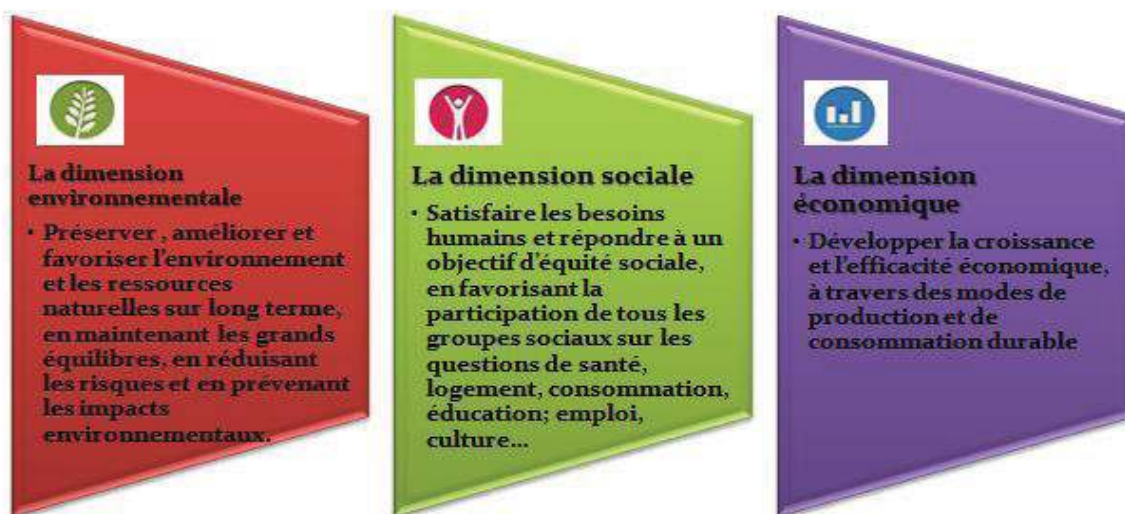 La dimension
environnementale
• Préserver , améliorer et
favoriser l'environnement
et les ressources
naturelles sur long terme,
en maintenant les grands
équilibres, en réduisant
les risques et en prévenant
les impacts
environnementaux.
La dimension sociale
• Satisfaire les besoins
humains et répondre à un
objectif d'équité sociale,
en favorisant la
participation de tous les
groupes sociaux sur les
questions de santé,
logement, consommation,
éducation; emploi,
culture...
La dimension
économique
• Développer la croissance
et l'efficacité économique,
à travers des modes de
production et de
consommation durable